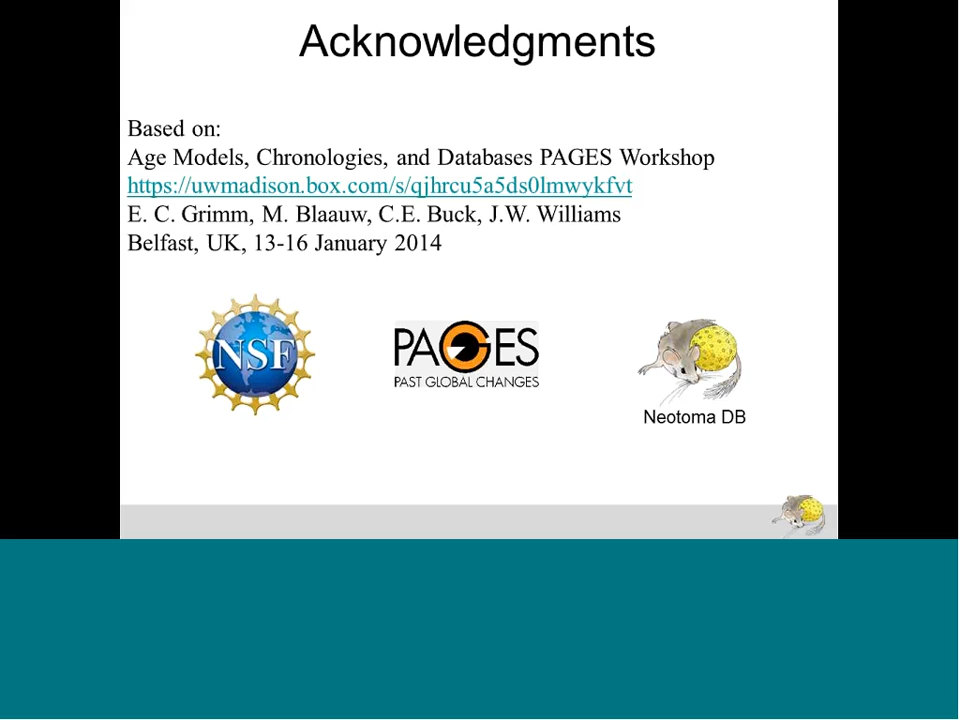 Acknowledgments
Based on:
Age Models, Chronologies, and Databases PAGES Workshop
https://uwmadison.box.com/s/qjhrcu5a5ds0lmwykfvt
E. C. Grimm, M. Blaauw, C.E. Buck, J.W. Williams
Belfast, UK, 13-16 January 2014
NSF
PAGES
PAST GLOBAL CHANGES
Neotoma DB